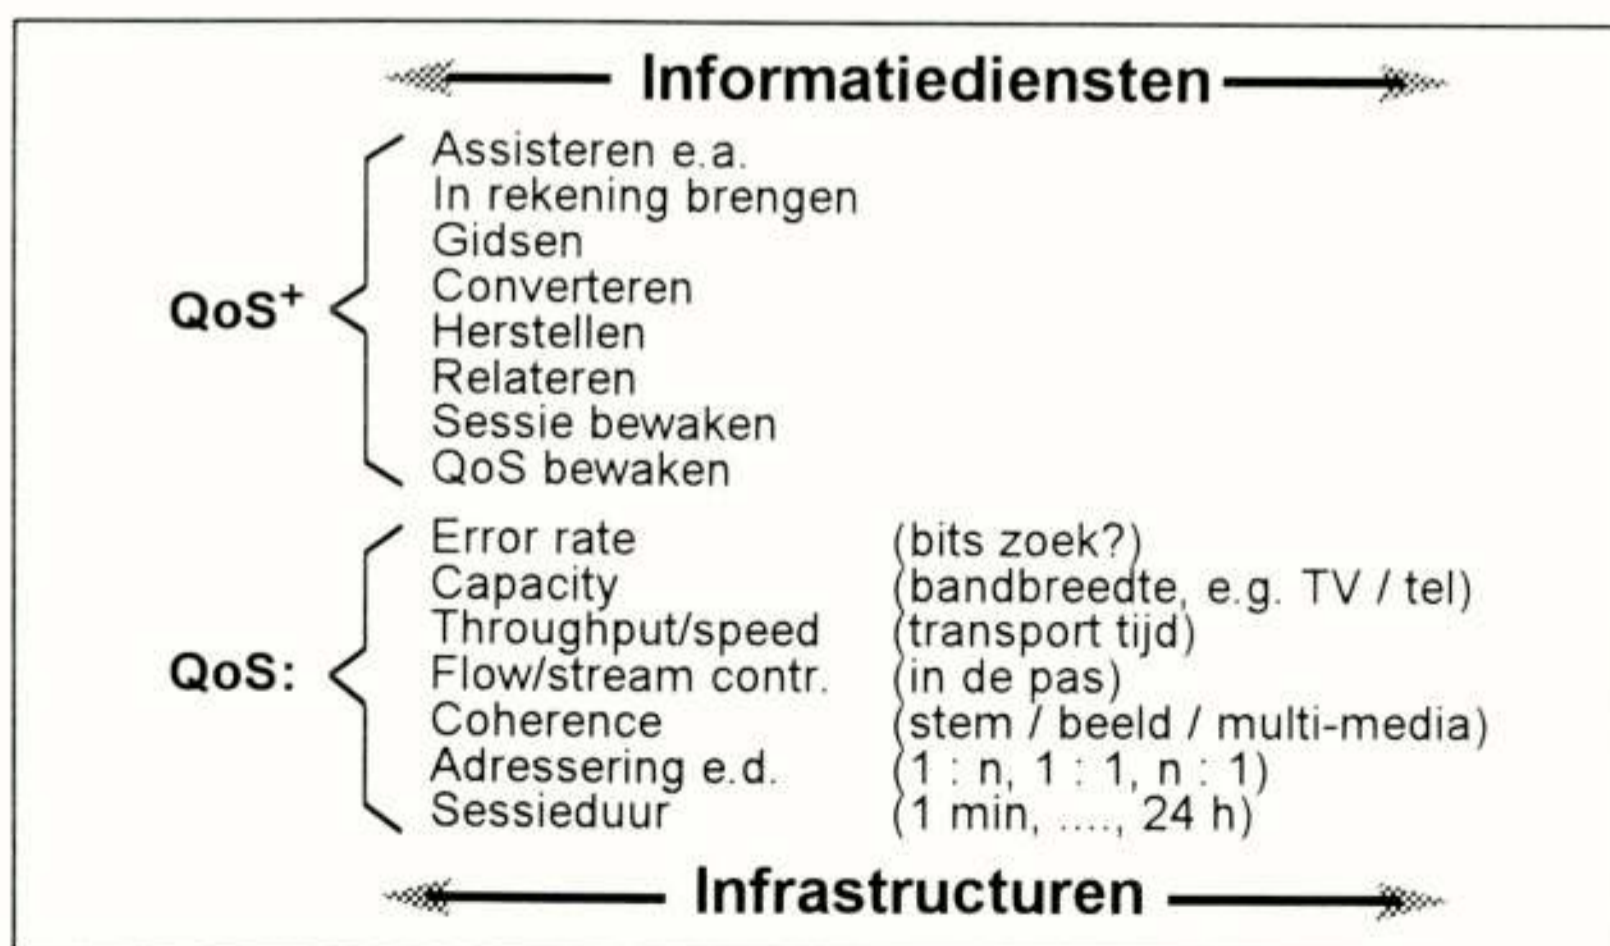 Informatiediensten
Assisteren e.a.
In rekening brengen
Gidsen
Converteren
QoS+
Herstellen
Relateren
Sessie bewaken
QoS bewaken
Error rate (bits zoek?)
Capacity (bandbreedte, e.g. TV / tel)
Throughput/speed (transport tijd)
QoS: Flow/stream contr. (in de pas)
Coherence (stem / beeld / multi-media)
Adressering e.d. (1 : n, 1 : 1, n : 1)
Sessieduur (1 min, ...., 24 h)
Infrastructuren